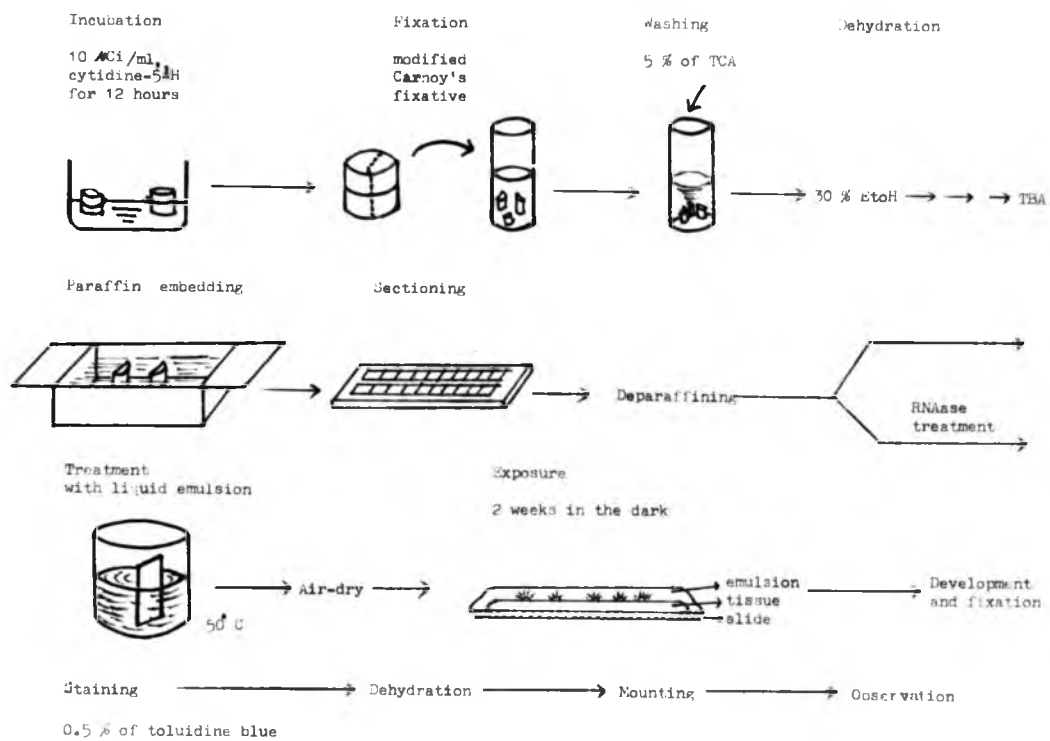 Incubation
10 µCi/ml,
cytidine-5-³H
for 12 hours
Fixation
modified
Carnoy's
fixative
Washing
5 % of TCA
Dehydration
30 % EtoH
TBA
Paraffin embedding
Sectioning
Deparaffining
RNAase
treatment
Treatment
with liquid emulsion
50°C
Air-dry
Exposure
2 weeks in the dark
emulsion
tissue
slide
Development
and fixation
Staining
Dehydration
Mounting
Observation
0.5 % of toluidine blue